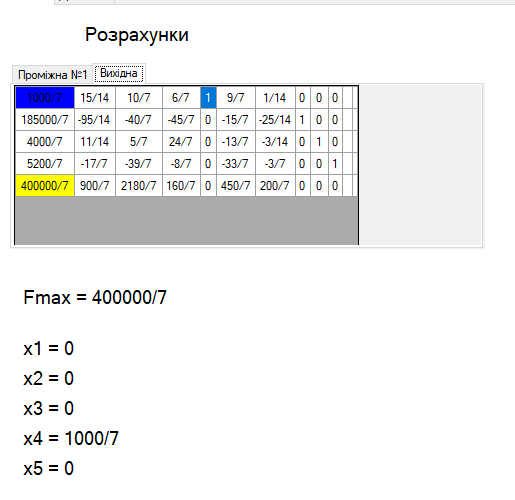 Розрахунки
Проміжна №1 Вихідна
1000/7 15/14 10/7 6/7 1 9/7 1/14 0 0 0
185000/7 -95/14 -40/7 -45/7 0 -15/7 -25/14 1 0 0
4000/7 11/14 5/7 24/7 0 -13/7 -3/14 0 1 0
5200/7 -17/7 -39/7 -8/7 0 -33/7 -3/7 0 0 1
400000/7 900/7 2180/7 160/7 0 450/7 200/7 0 0 0
Fmax = 400000/7
x1 = 0
x2 = 0
x3 = 0
x4 = 1000/7
x5 = 0